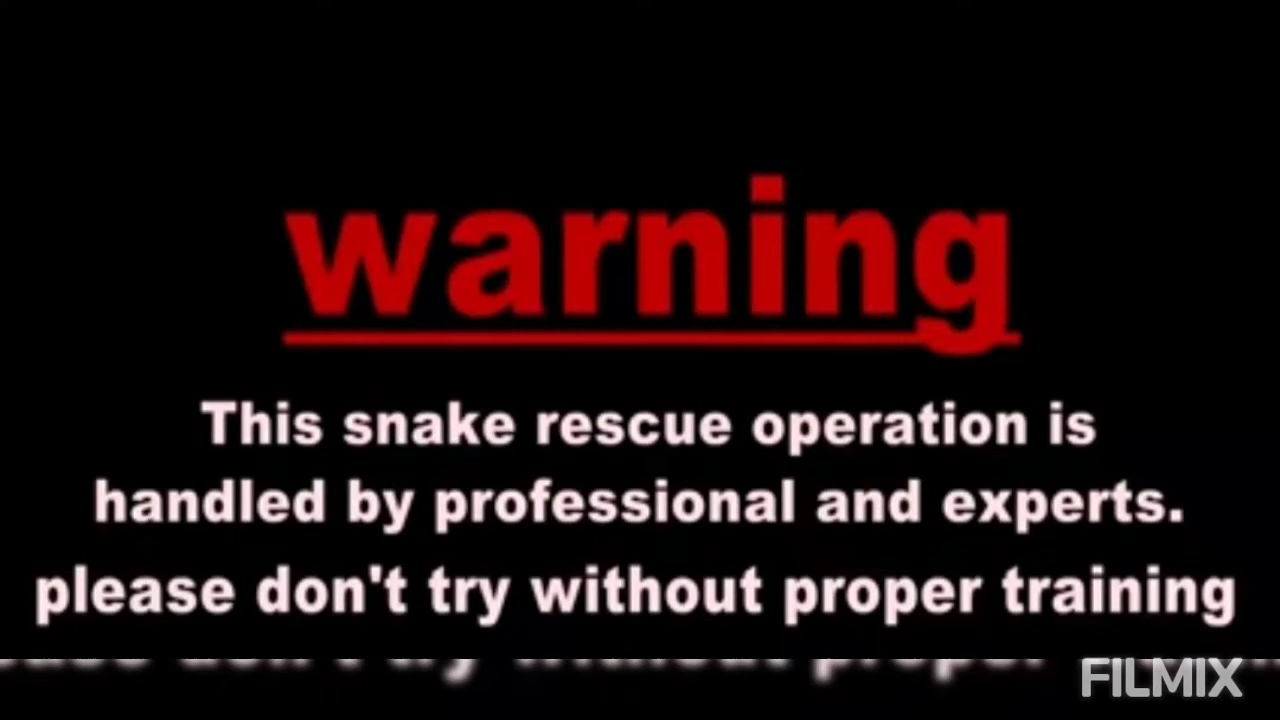 warning
This snake rescue operation is
handled by professional and experts.
please don't try without proper training
FILMIX